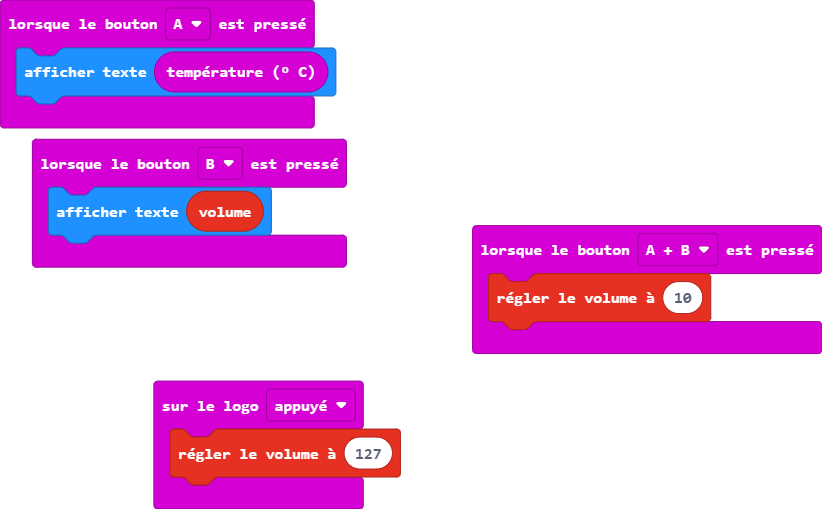 lorsque le bouton A est pressé
afficher texte température (° C)
lorsque le bouton B est pressé
afficher texte volume
lorsque le bouton A + B est pressé
régler le volume à 10
sur le logo appuyé
régler le volume à 127